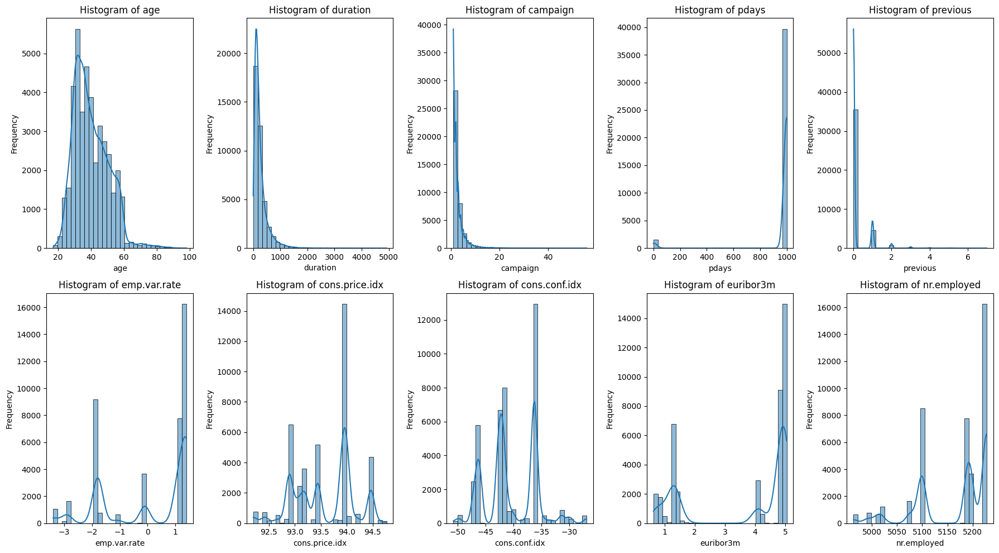 Histogram of age
Frequency
5000
4000
3000
2000
1000
0
20 40 60 80 100
age
Histogram of duration
Frequency
20000
15000
10000
5000
0
0 1000 2000 3000 4000 5000
duration
Histogram of campaign
Frequency
40000
35000
30000
25000
20000
15000
10000
5000
0
0 20 40
campaign
Histogram of pdays
Frequency
40000
35000
30000
25000
20000
15000
10000
5000
0
0 200 400 600 800 1000
pdays
Histogram of previous
Frequency
50000
40000
30000
20000
10000
0
0 2 4 6
previous
Histogram of emp.var.rate
Frequency
16000
14000
12000
10000
8000
6000
4000
2000
0
−3 −2 −1 0 1
emp.var.rate
Histogram of cons.price.idx
Frequency
14000
12000
10000
8000
6000
4000
2000
0
92.5 93.0 93.5 94.0 94.5
cons.price.idx
Histogram of cons.conf.idx
Frequency
12000
10000
8000
6000
4000
2000
0
−50 −45 −40 −35 −30
cons.conf.idx
Histogram of euribor3m
Frequency
14000
12000
10000
8000
6000
4000
2000
0
1 2 3 4 5
euribor3m
Histogram of nr.employed
Frequency
16000
14000
12000
10000
8000
6000
4000
2000
0
5000 5050 5100 5150 5200
nr.employed